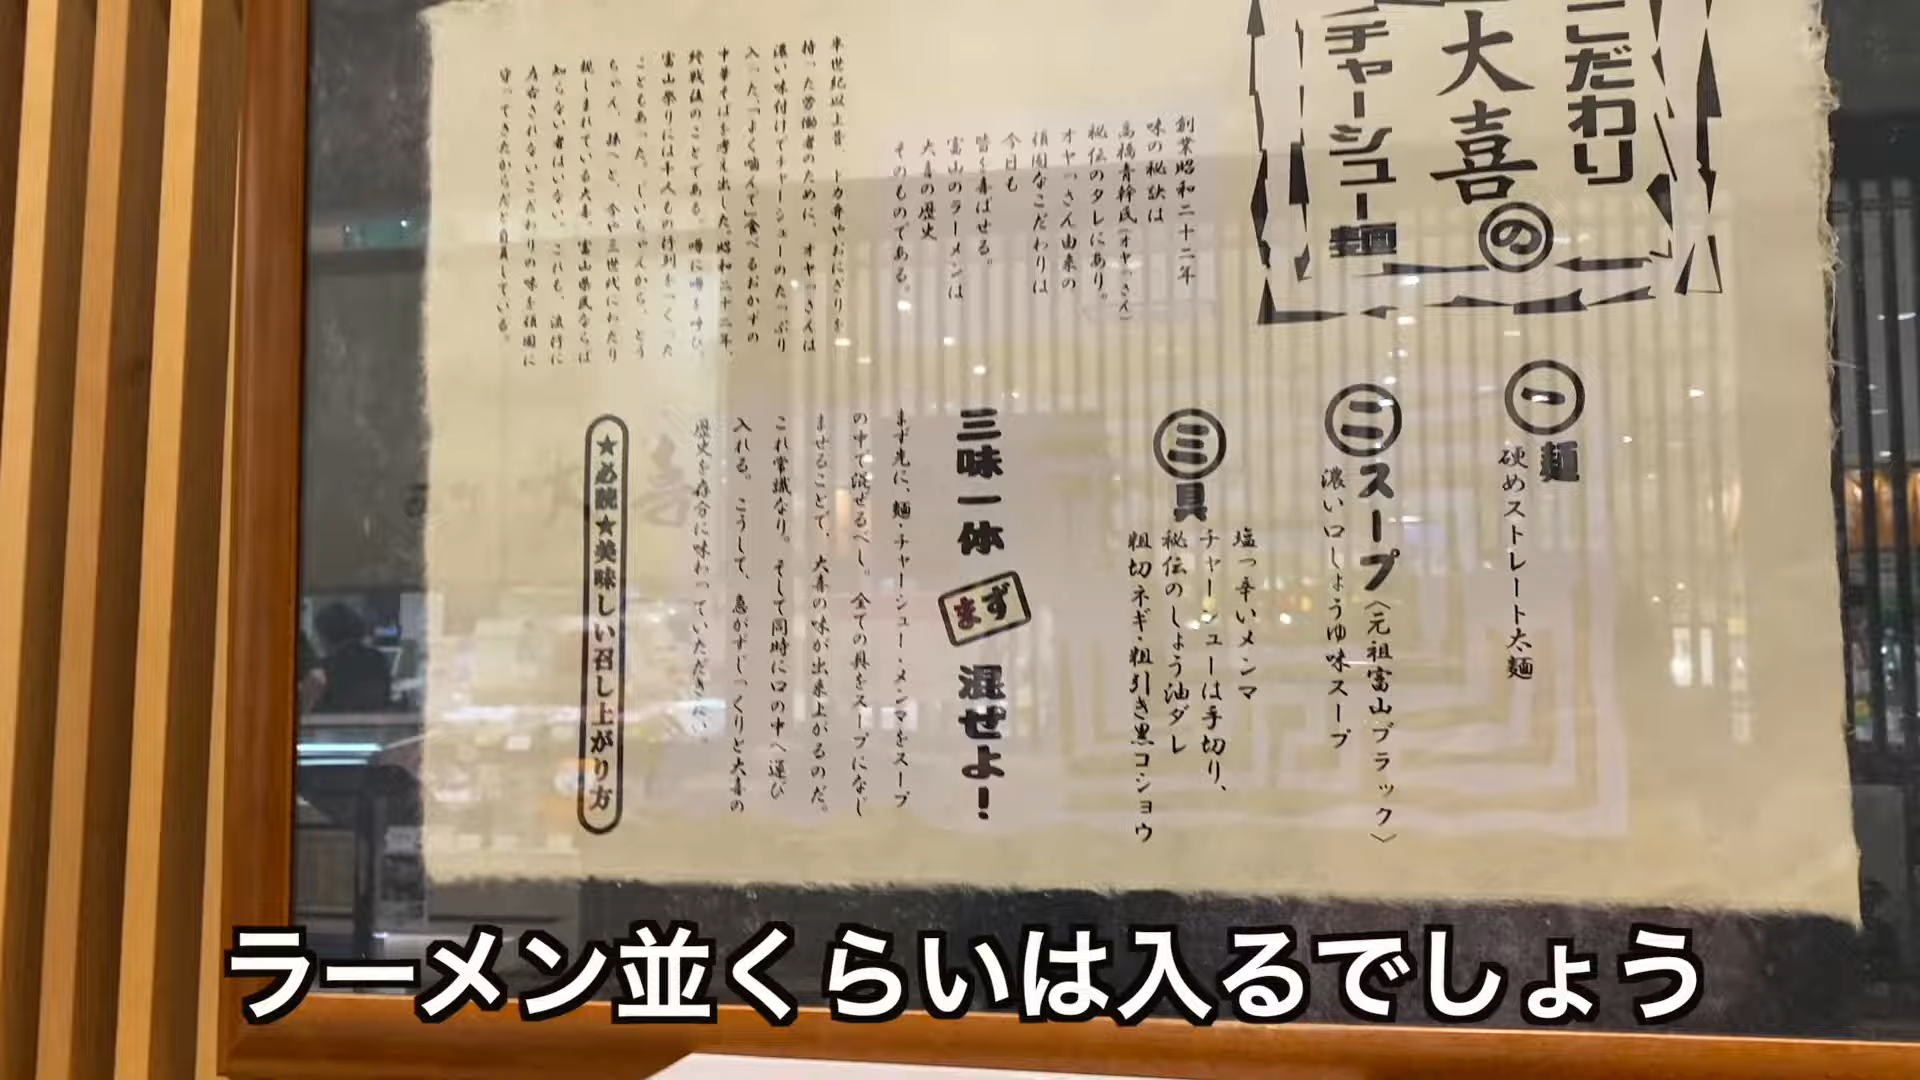 こだわり
大喜の
チャーシュー麺
創業昭和二十二年
味の秘訣は
高橋青幹氏(オヤっさん)
秘伝のタレにあり。
オヤっさん由来の
頑固なこだわりは
今日も
皆を喜ばせる。
富山のラーメンは
大喜の歴史
そのものである。
半世紀以上昔、ドカ弁やおにぎりを
持った労働者のために、オヤっさんは
濃い味付けでチャーシューのたっぷり
入った、「よく噛んで」食べるおかずの
中華そばを考え出した。昭和二十二年、
終戦後のことである。噂に噂を呼び、
富山祭りには千人もの行列をつくった
こともあった。じいちゃんから、とう
ちゃん、孫へと、今や三世代にわたり
親しまれている大喜。富山県民ならば
知らない者はいない。これも、流行に
左右されないこだわりの味を頑固に
守ってきたからだと自負している。
一 麺
硬めストレート太麺
二 スープ〈元祖富山ブラック〉
濃い口しょうゆ味スープ
三 具
塩っ辛いメンマ
チャーシューは手切り、
秘伝のしょう油ダレ
粗切ネギ・粗引き黒コショウ
三味一体 まず 混ぜよ!
まず先に、麺・チャーシュー・メンマをスープ
の中で混ぜるべし。全ての具をスープになじ
ませることで、大喜の味が出来上がるのだ。
これ常識なり。そして同時に口の中へ運び
入れる。こうして、急がずじっくりと大喜の
歴史を存分に味わっていただきたい。
★必読★美味しい召し上がり方
ラーメン並くらいは入るでしょう